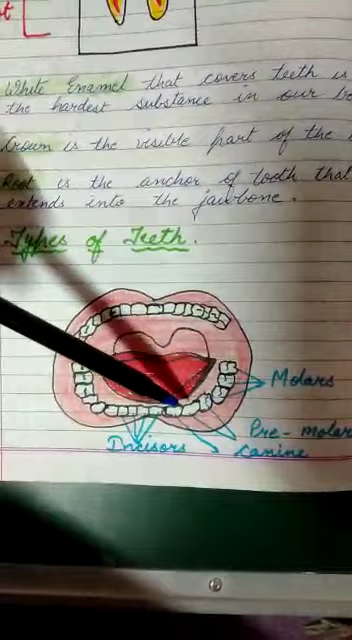 White Enamel that covers teeth is
the hardest substance in our
Crown is the visible part of the
Root is the anchor of tooth that
extends into the jawbone.
Types of Teeth.
Molars
Pre-molar
Incisors
canine